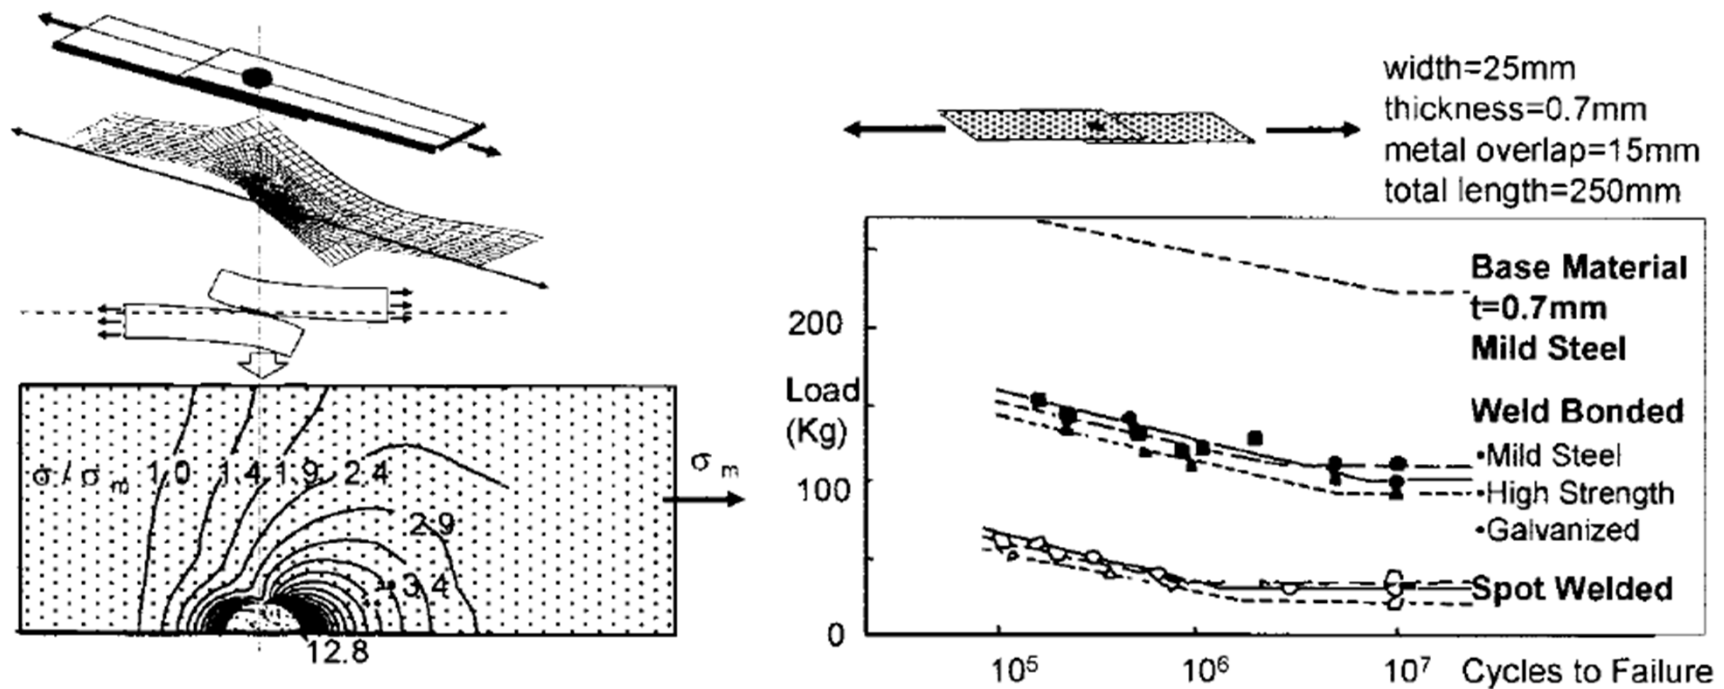 width=25mm
thickness=0.7mm
metal overlap=15mm
total length=250mm
σ / σm 1.0 1.4 1.9 2.4
2.9
3.4
12.8
σm
Load
(Kg)
200
100
0
Base Material
t=0.7mm
Mild Steel
Weld Bonded
•Mild Steel
•High Strength
•Galvanized
Spot Welded
10⁵ 10⁶ 10⁷ Cycles to Failure